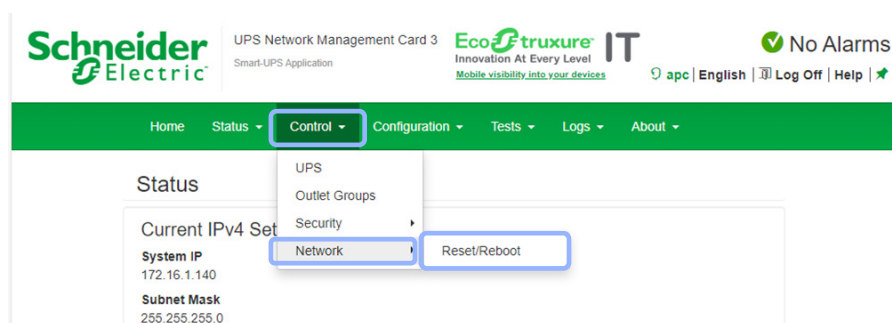 Schneider Electric
UPS Network Management Card 3
Smart-UPS Application
EcoStruxure IT
Innovation At Every Level
Mobile visibility into your devices
No Alarms
apc | English | Log Off | Help |
Home Status Control Configuration Tests Logs About
UPS
Outlet Groups
Security
Network Reset/Reboot
Status
Current IPv4 Set
System IP
172.16.1.140
Subnet Mask
255.255.255.0